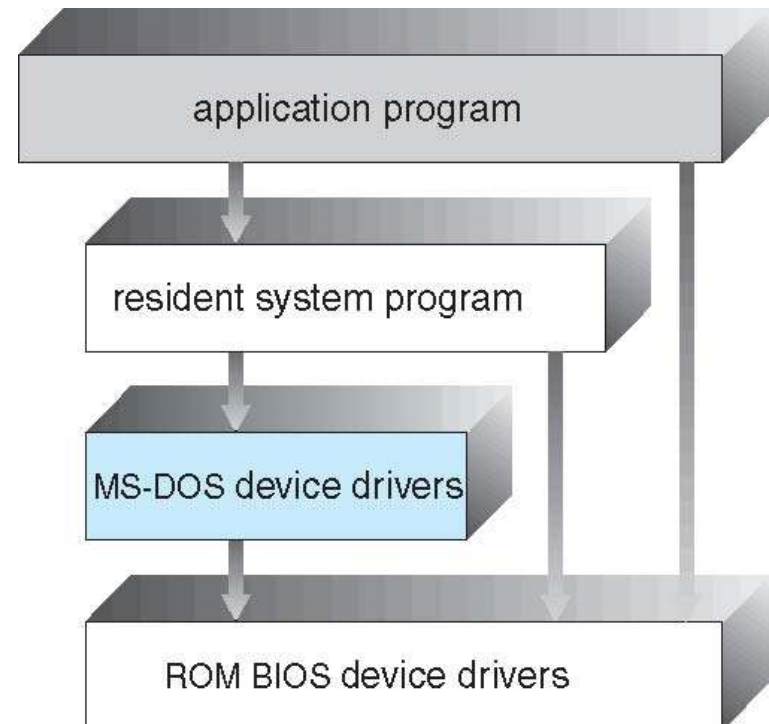 application program
resident system program
MS-DOS device drivers
ROM BIOS device drivers